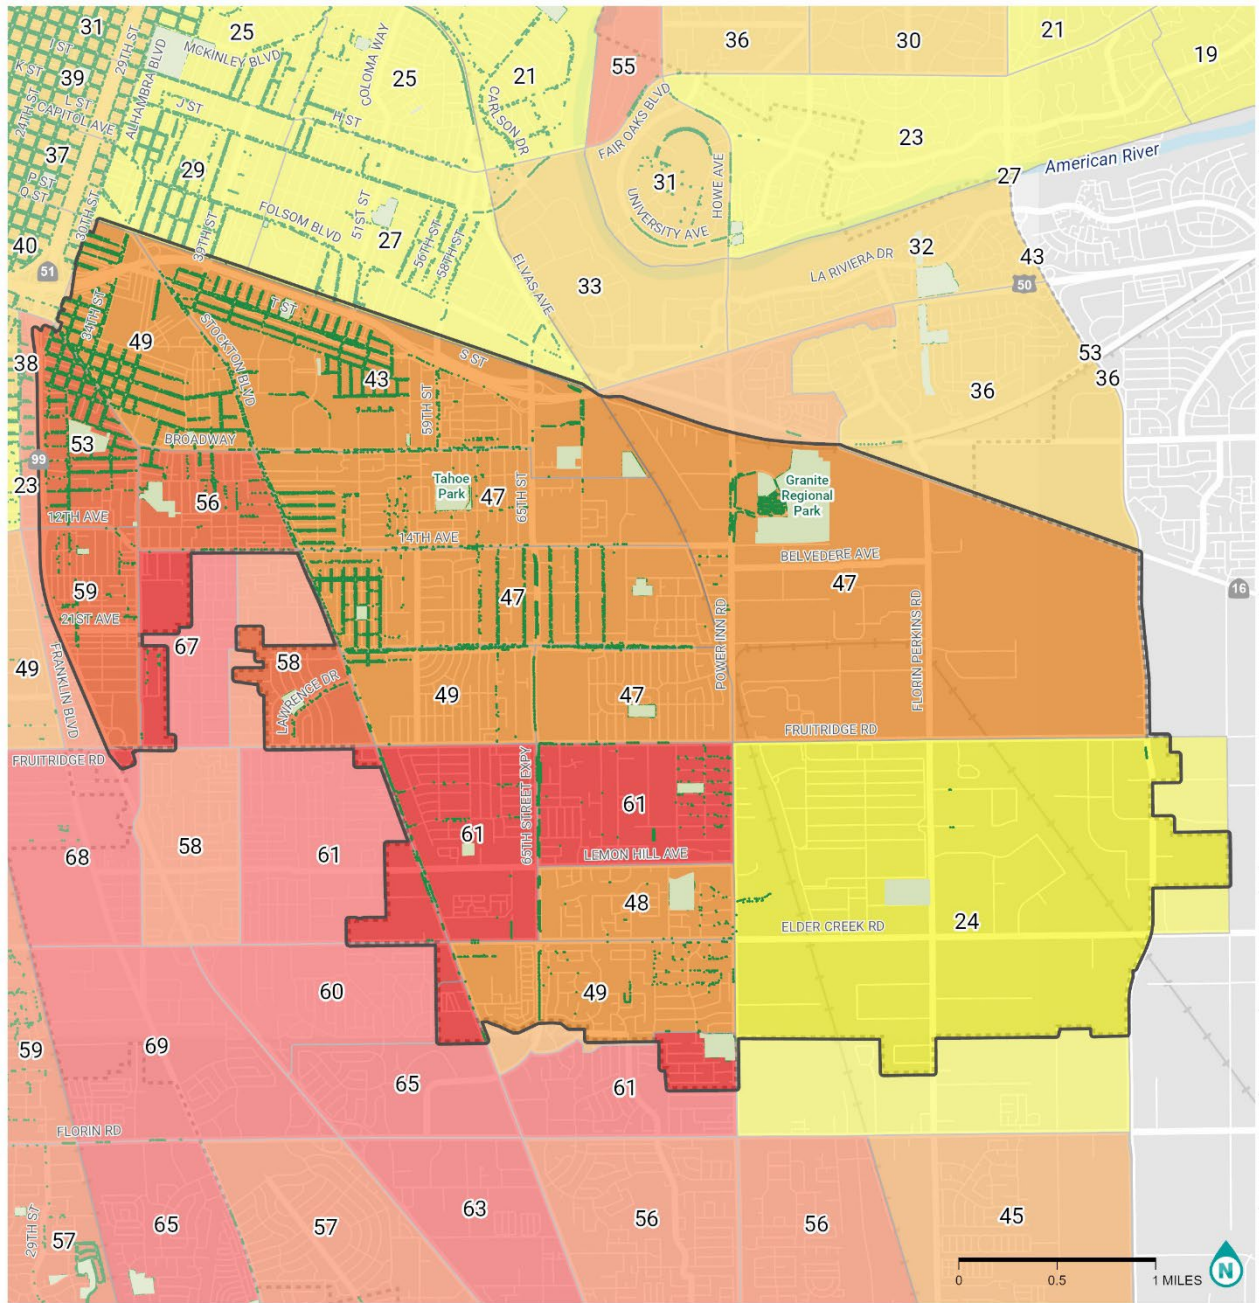 31
25
36
30
21
19
29TH ST
I ST
MCKINLEY BLVD
COLOMA WAY
K ST
39
ALHAMBRA BLVD
25
21
55
24TH ST
L ST
CAPITOL AVE
J ST
H ST
CARLSON DR
FAIR OAKS BLVD
23
American River
37
P ST
Q ST
29
31
HOWE AVE
27
30TH ST
39TH ST
FOLSOM BLVD
51ST ST
27
56TH ST
58TH ST
UNIVERSITY AVE
40
51
ELVAS AVE
33
LA RIVIERA DR
32
43
50
34TH ST
49
STOCKTON BLVD
T ST
S ST
38
43
59TH ST
53
36
36
99
53
BROADWAY
23
12TH AVE
56
Tahoe
Park
47
65TH ST
14TH AVE
Granite
Regional
Park
BELVEDERE AVE
47
16
59
21ST AVE
47
POWER INN RD
FLORIN PERKINS RD
49
FRANKLIN BLVD
67
58
LAWRENCE DR
49
47
FRUITRIDGE RD
FRUITRIDGE RD
68
58
61
61
65TH STREET EXPY
61
LEMON HILL AVE
48
ELDER CREEK RD
24
60
49
59
69
65
61
FLORIN RD
29TH ST
57
65
57
63
56
56
45
0
0.5
1 MILES
N